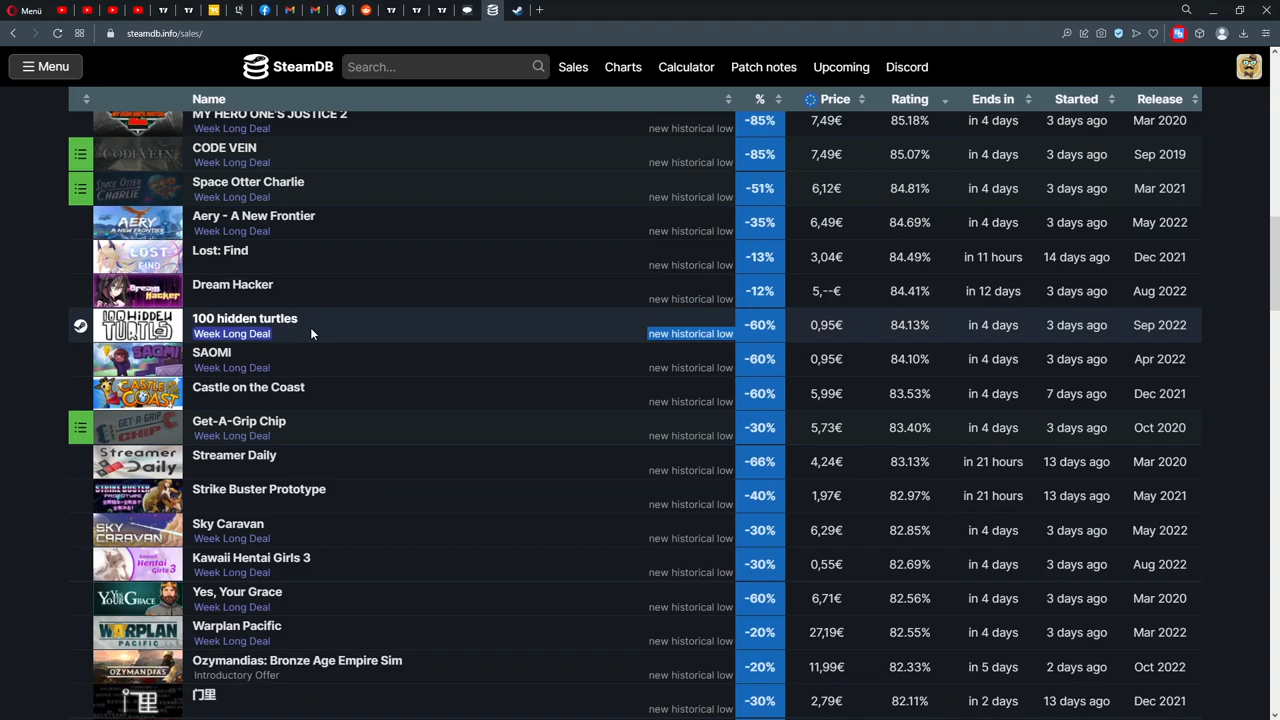 Menü
steamdb.info/sales/
Menu
SteamDB
Search...
Sales
Charts
Calculator
Patch notes
Upcoming
Discord
Name % Price Rating Ends in Started Release
MY HERO ONE'S JUSTICE 2
Week Long Deal new historical low -85% 7,49€ 85.18% in 4 days 3 days ago Mar 2020
CODE VEIN
Week Long Deal new historical low -85% 7,49€ 85.07% in 4 days 3 days ago Sep 2019
Space Otter Charlie
Week Long Deal new historical low -51% 6,12€ 84.81% in 4 days 3 days ago Mar 2021
Aery - A New Frontier
Week Long Deal new historical low -35% 6,49€ 84.69% in 4 days 3 days ago May 2022
Lost: Find
new historical low -13% 3,04€ 84.49% in 11 hours 14 days ago Dec 2021
Dream Hacker
new historical low -12% 5,--€ 84.41% in 12 days 3 days ago Aug 2022
100 hidden turtles
Week Long Deal new historical low -60% 0,95€ 84.13% in 4 days 3 days ago Sep 2022
SAOMI
Week Long Deal new historical low -60% 84.10% in 4 days 3 days ago Apr 2022
Castle on the Coast
new historical low -60% 5,99€ 83.53% in 4 days 7 days ago Dec 2021
Get-A-Grip Chip
Week Long Deal new historical low -30% 5,73€ 83.40% in 4 days 3 days ago Oct 2020
Streamer Daily
new historical low -66% 4,24€ 83.13% in 21 hours 13 days ago Mar 2020
Strike Buster Prototype
new historical low -40% in 21 hours 13 days ago May 2021
Sky Caravan
Week Long Deal new historical low -30% 6,29€ 82.85% in 4 days 3 days ago May 2022
Kawaii Hentai Girls 3
Week Long Deal new historical low -30% 0,55€ 82.69% in 4 days 3 days ago Aug 2022
Yes, Your Grace
Week Long Deal new historical low -60% 6,71€ 82.56% in 4 days 3 days ago Mar 2020
Warplan Pacific
Week Long Deal new historical low -20% 82.55% in 4 days 3 days ago Mar 2022
Ozymandias: Bronze Age Empire Sim
Introductory Offer new historical low -20% 82.33% in 4 days 2 days ago Oct 2022
门里
new historical low -30% 2,79€ 82.11% in 1 days 13 days ago Dec 2021